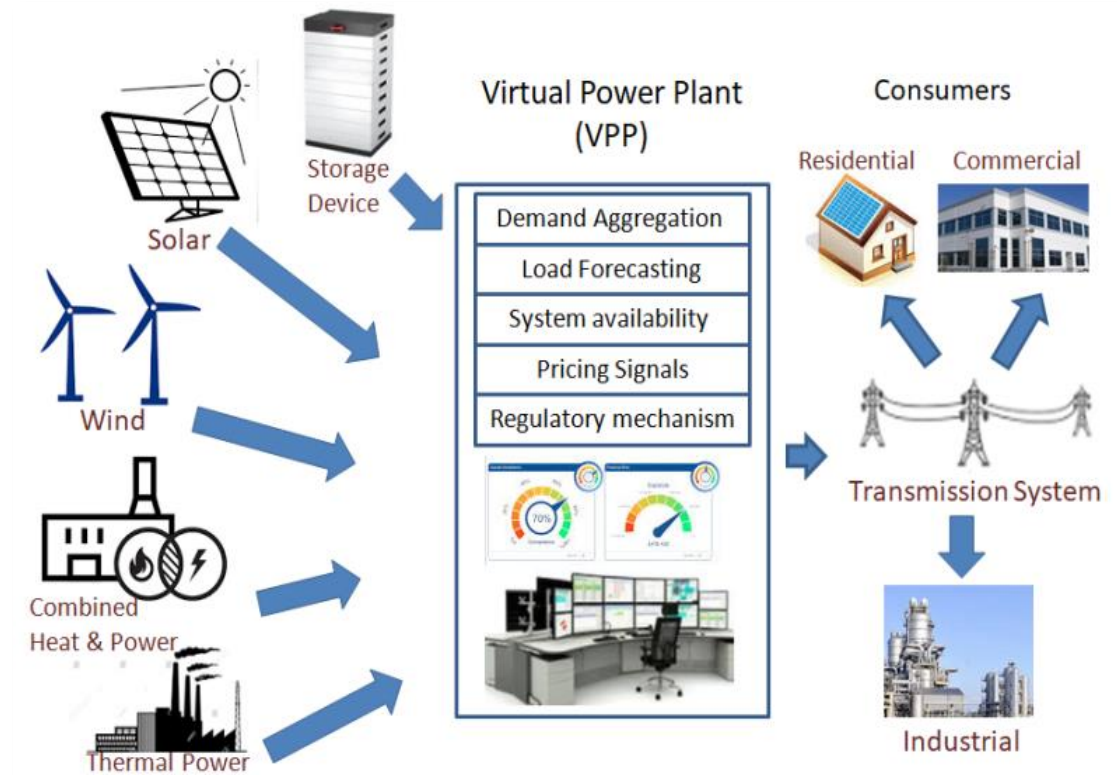 Virtual Power Plant
(VPP)
Consumers
Storage
Device
Solar
Wind
Combined
Heat & Power
Thermal Power
Demand Aggregation
Load Forecasting
System availability
Pricing Signals
Regulatory mechanism
70%
Residential
Commercial
Transmission System
Industrial